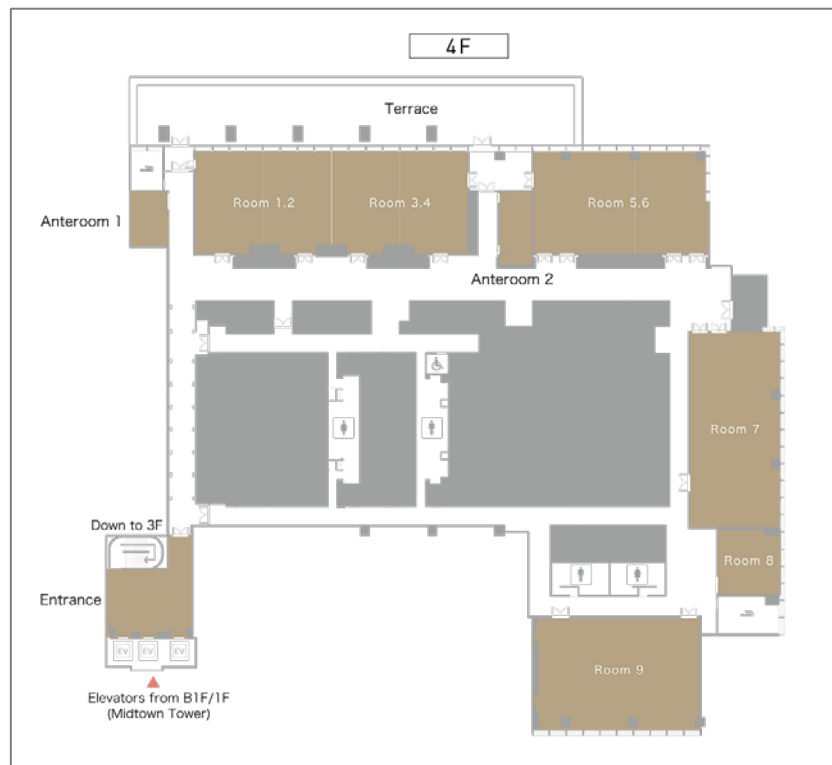 4F
Terrace
Room 1.2
Room 3.4
Room 5.6
Anteroom 1
Anteroom 2
Room 7
Down to 3F
Room 8
Entrance
EV
EV
EV
Room 9
Elevators from B1F/1F
(Midtown Tower)